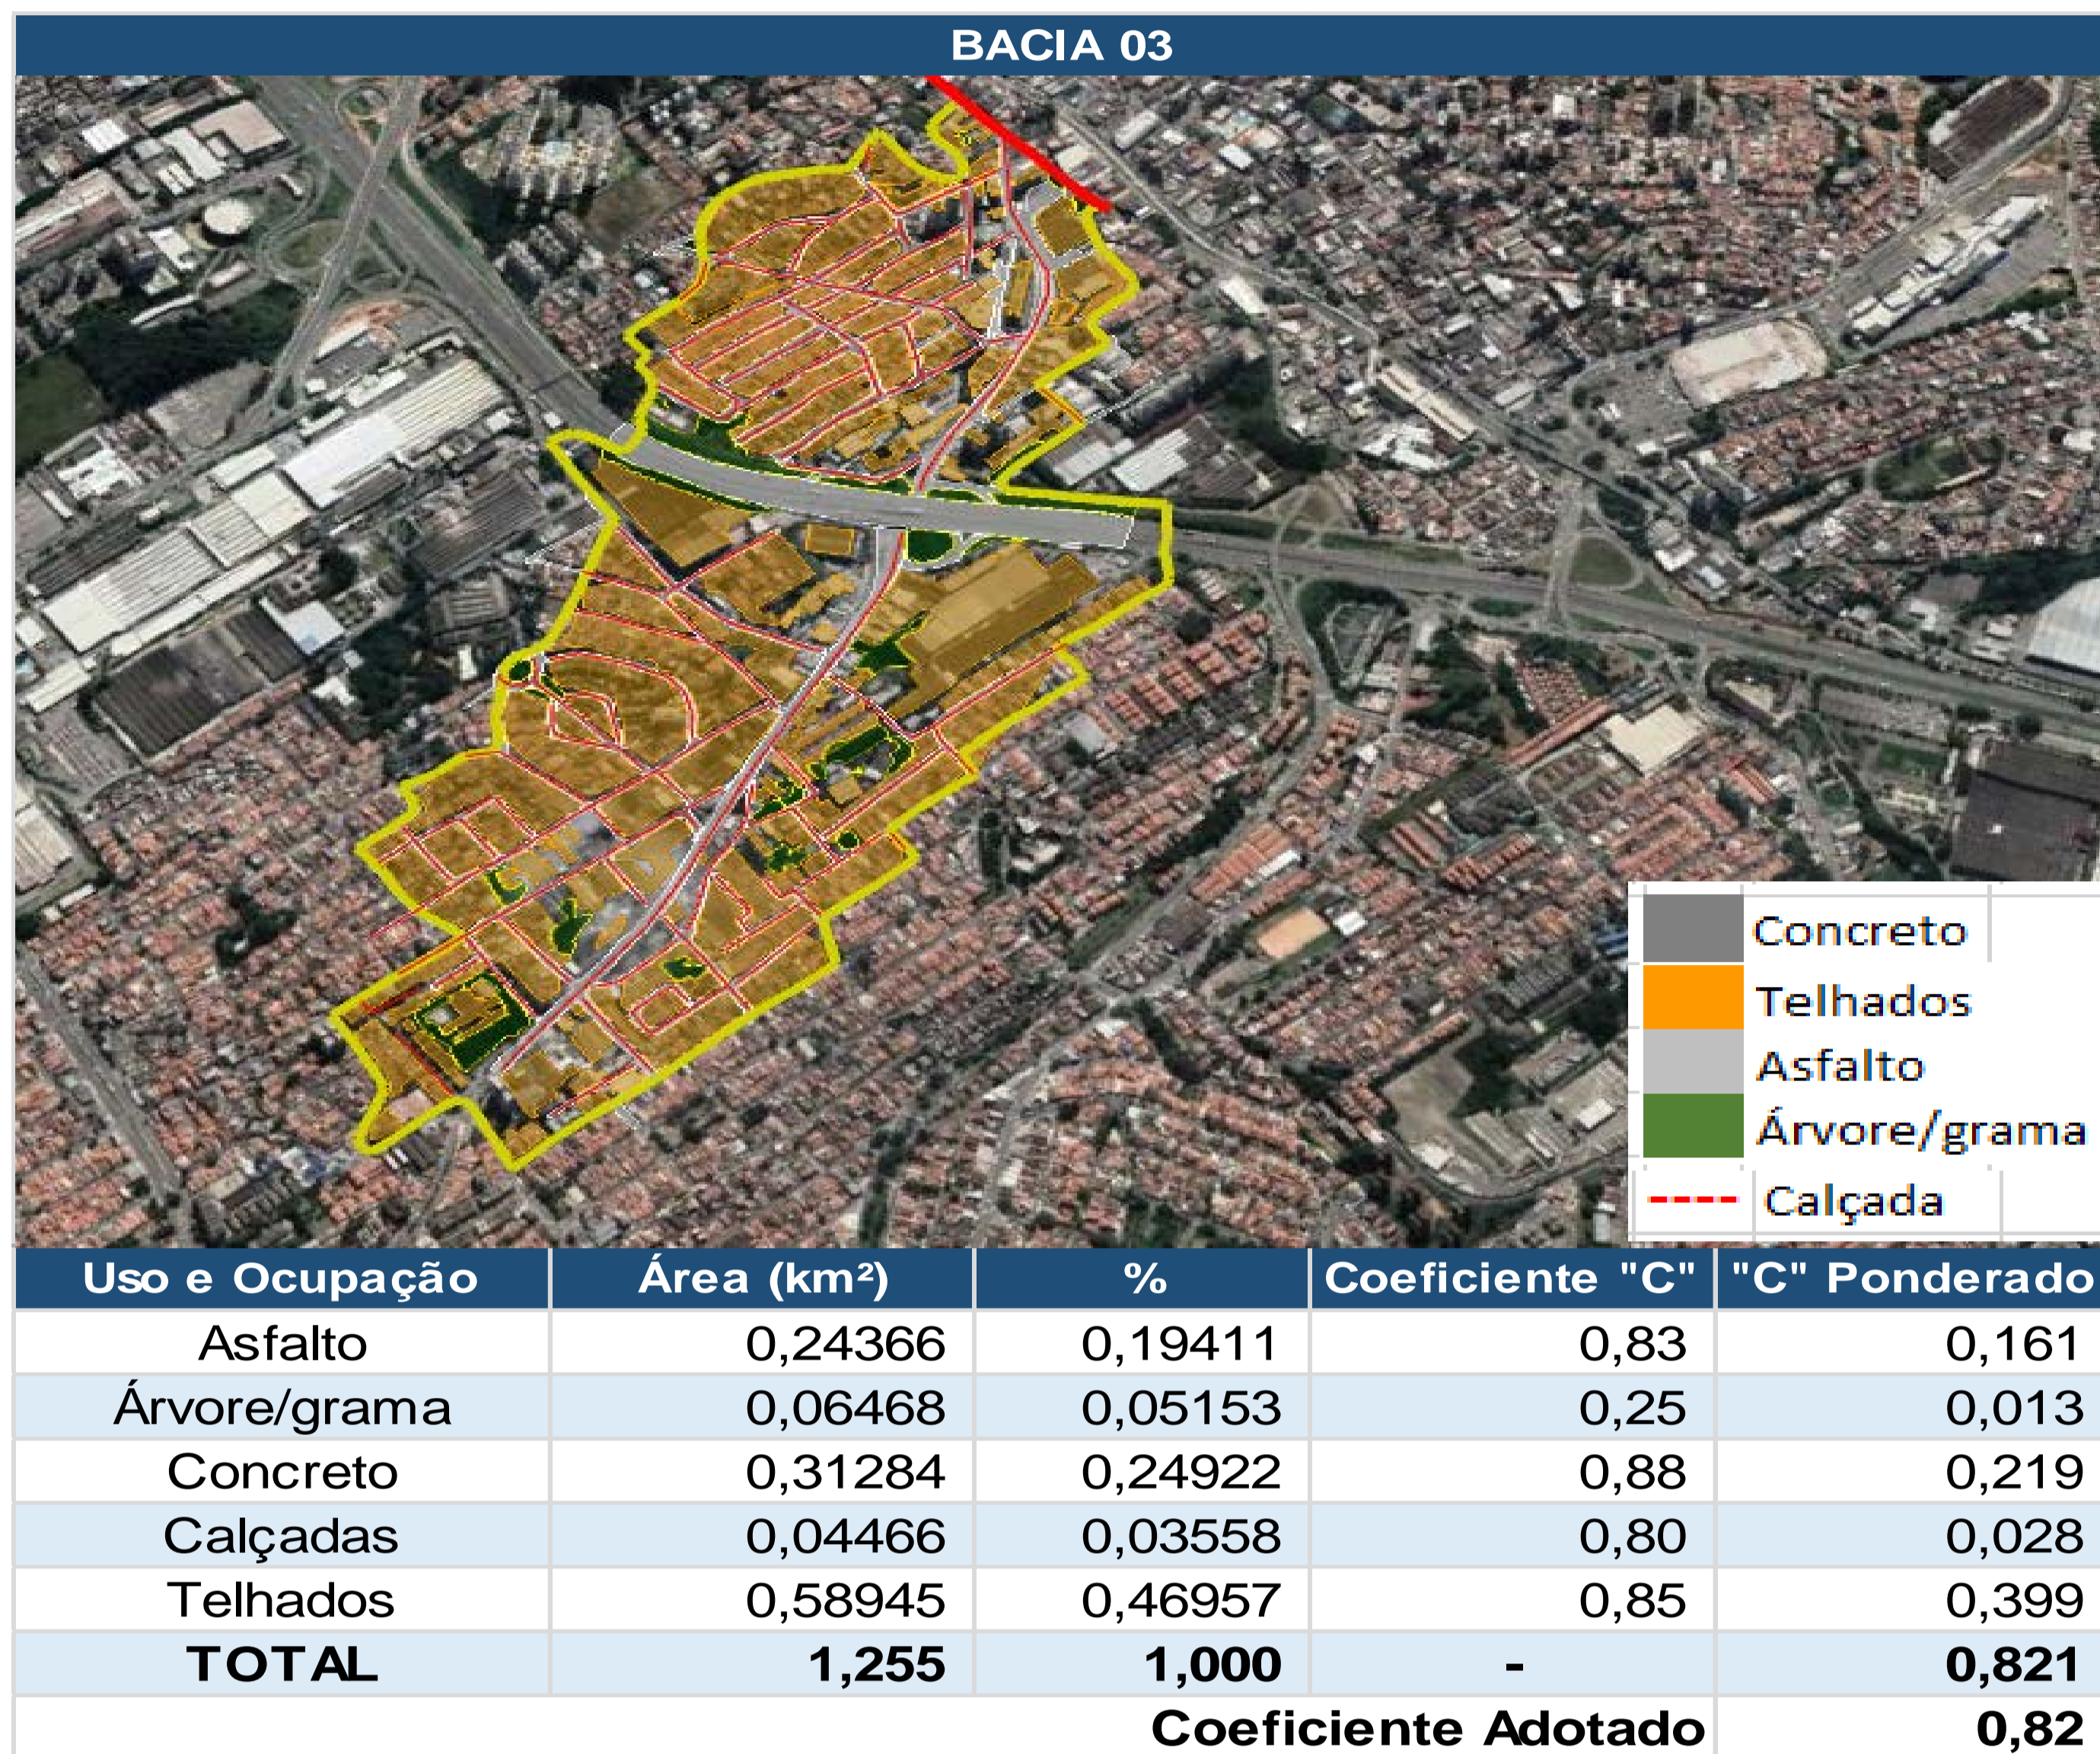 BACIA 03
Concreto
Telhados
Asfalto
Árvore/grama
Calçada
Uso e Ocupação Área (km²) % Coeficiente "C" "C" Ponderado
Asfalto 0,24366 0,19411 0,83 0,161
Árvore/grama 0,06468 0,05153 0,25 0,013
Concreto 0,31284 0,24922 0,88 0,219
Calçadas 0,04466 0,03558 0,80 0,028
Telhados 0,58945 0,46957 0,85 0,399
TOTAL 1,255 1,000 - 0,821
Coeficiente Adotado 0,82